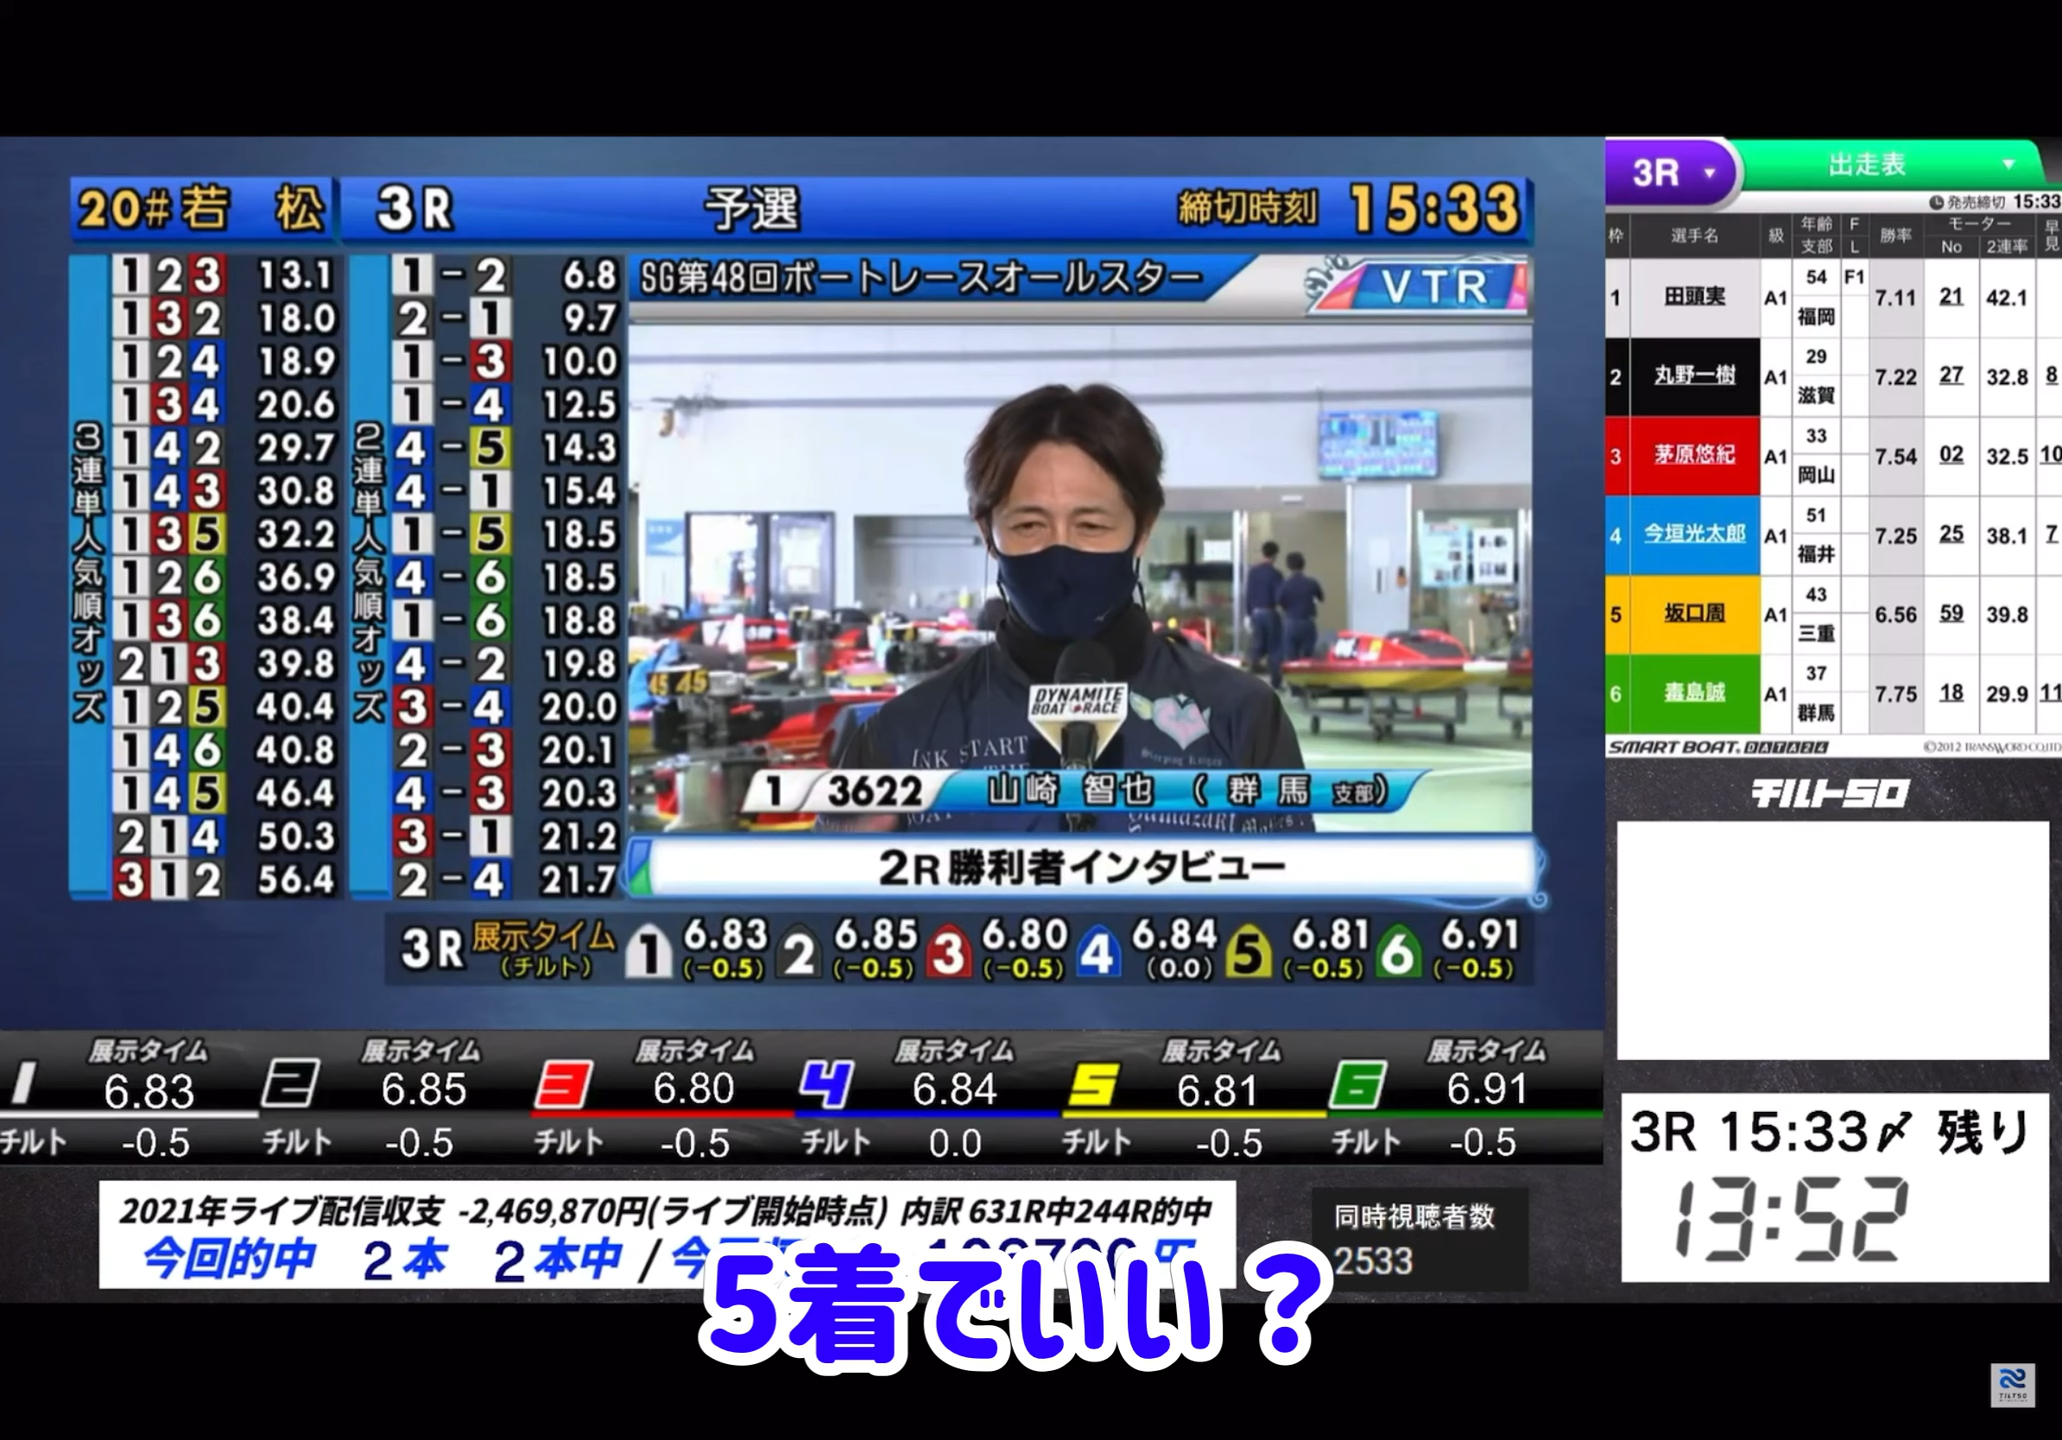 20# 若 松 3R 予選 締切時刻 15:33
3連単人気順オッズ
1 2 3 13.1
1 3 2 18.0
1 2 4 18.9
1 3 4 20.6
1 4 2 29.7
1 4 3 30.8
1 3 5 32.2
1 2 6 36.9
1 3 6 38.4
2 1 3 39.8
1 2 5 40.4
1 4 6 40.8
1 4 5 46.4
2 1 4 50.3
3 1 2 56.4
2連単人気順オッズ
1 - 2 6.8
2 - 1 9.7
1 - 3 10.0
1 - 4 12.5
4 - 5 14.3
4 - 1 15.4
1 - 5 18.5
4 - 6 18.5
1 - 6 18.8
4 - 2 19.8
3 - 4 20.0
2 - 3 20.1
4 - 3 20.3
3 - 1 21.2
2 - 4 21.7
SG第48回ボートレースオールスター
VTR
45 45
DYNAMITE
BOAT RACE
INK START
1 3622 山崎 智也 (群馬 支部)
2R勝利者インタビュー
3R 展示タイム 1 6.83 2 6.85 3 6.80 4 6.84 5 6.81 6 6.91
(チルト) (-0.5) (-0.5) (-0.5) (0.0) (-0.5) (-0.5)
1 展示タイム 2 展示タイム 3 展示タイム 4 展示タイム 5 展示タイム 6 展示タイム
6.83 6.85 6.80 6.84 6.81 6.91
チルト -0.5 チルト -0.5 チルト -0.5 チルト 0.0 チルト -0.5 チルト -0.5
2021年ライブ配信収支 -2,469,870円(ライブ開始時点) 内訳 631R中244R的中
今回的中 2本 2本中 / 今
同時視聴者数
2533
5着でいい？
3R 出走表
発売締切 15:33
枠 選手名 級 年齢 F 勝率 モーター 早
支部 L No 2連率 見
1 田頭実 A1 54 福岡 F1 7.11 21 42.1
2 丸野一樹 A1 29 滋賀 7.22 27 32.8 8
3 茅原悠紀 A1 33 岡山 7.54 02 32.5 10
4 今垣光太郎 A1 51 福井 7.25 25 38.1 7
5 坂口周 A1 43 三重 6.56 59 39.8
6 毒島誠 A1 37 群馬 7.75 18 29.9 11
SMART BOAT. DATA24 ©2012 TRANSWORD CO.LTD
チルト50
3R 15:33〆 残り
13:52
TILT50